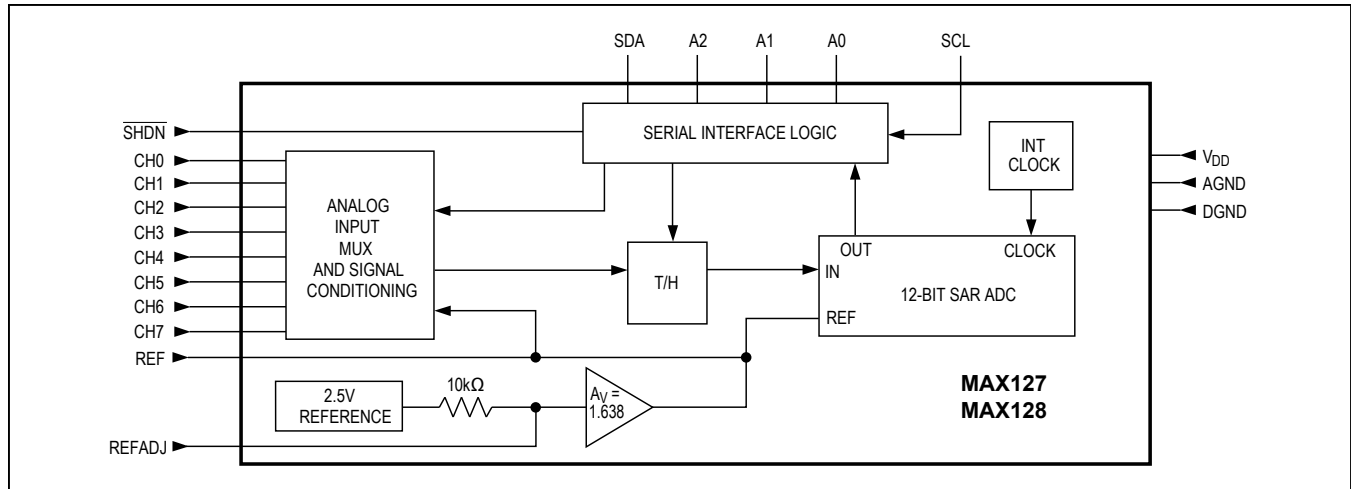 SDA A2 A1 A0 SCL
SHDN
SERIAL INTERFACE LOGIC
INT
CLOCK
VDD
AGND
DGND
CH0
CH1
CH2
CH3
CH4
CH5
CH6
CH7
REF
ANALOG
INPUT
MUX
AND SIGNAL
CONDITIONING
T/H
OUT CLOCK
IN
12-BIT SAR ADC
REF
2.5V
REFERENCE
10kΩ
AV =
1.638
MAX127
MAX128
REFADJ